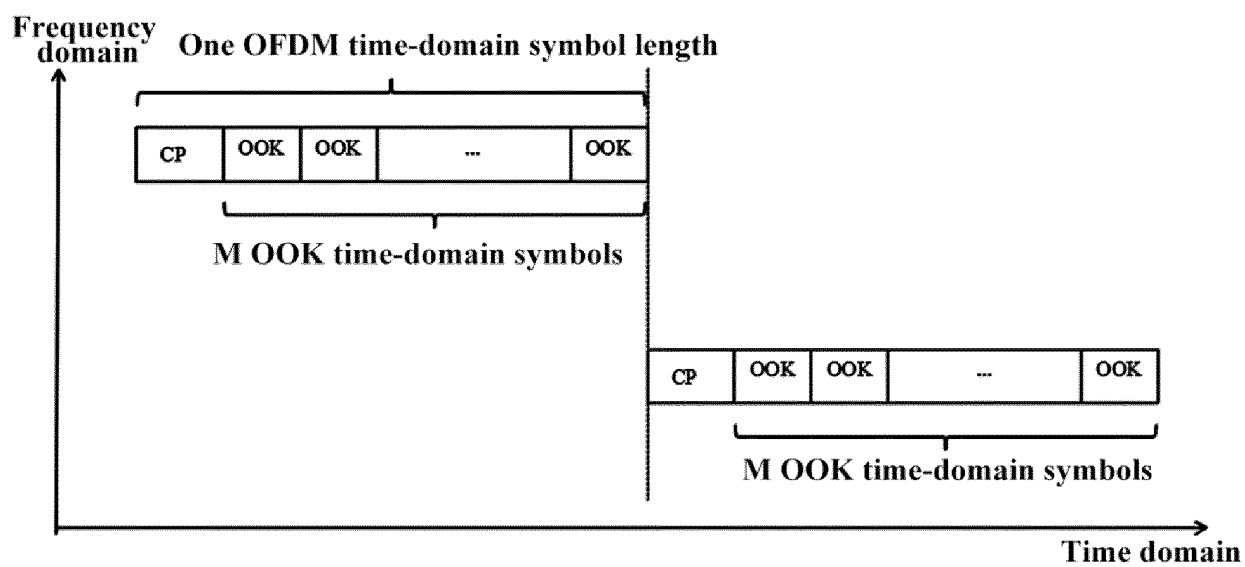 Frequency
domain
One OFDM time-domain symbol length
CP OOK OOK ... OOK
M OOK time-domain symbols
CP OOK OOK ... OOK
M OOK time-domain symbols
Time domain